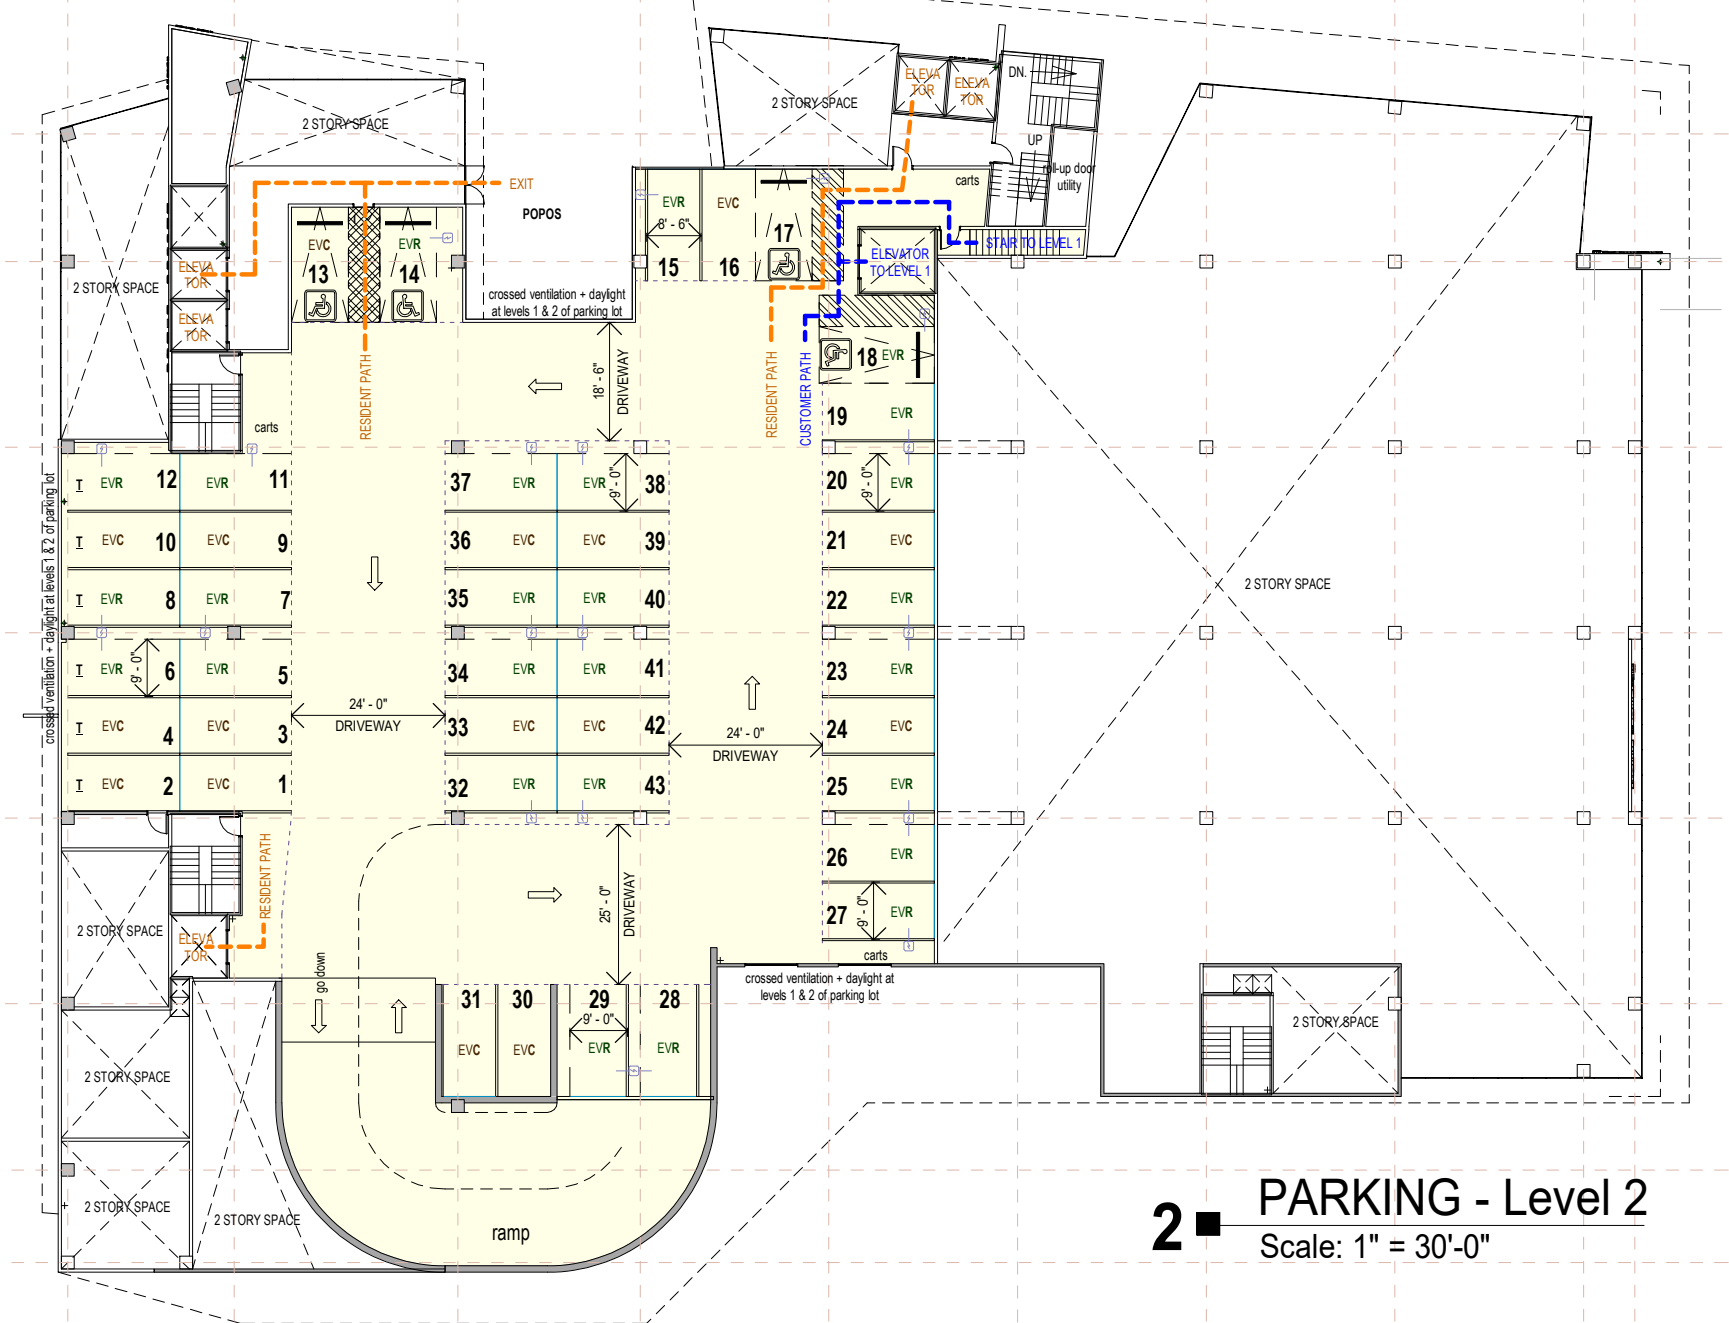 DN.
ELEVA
TOR
ELEVA
TOR
2 STORY SPACE
2 STORY SPACE
UP
roll-up door
utility
carts
EXIT
POPOS
EVR
8' - 6"
15
EVC
16
17
EVC
13
EVR
14
STAIR TO LEVEL 1
ELEVATOR
TO LEVEL 1
ELEVA
TOR
ELEVA
TOR
2 STORY SPACE
crossed ventilation + daylight
at levels 1 & 2 of parking lot
RESIDENT PATH
18' - 6"
DRIVEWAY
RESIDENT PATH
CUSTOMER PATH
18 EVR
19 EVR
carts
crossed ventilation + daylight at levels 1 & 2 of parking lot
T EVR 12 EVR 11
37 EVR EVR 9' - 0" 38
20 9' - 0" EVR
T EVC 10 EVC 9
36 EVC EVC 39
21 EVC
T EVR 8 EVR 7
35 EVR EVR 40
22 EVR
2 STORY SPACE
T EVR 9' - 0" 6 EVR 5
34 EVR EVR 41
23 EVR
T EVC 4 EVC 3
24' - 0"
DRIVEWAY
33 EVC EVC 42
24' - 0"
DRIVEWAY
24 EVC
T EVC 2 EVC 1
32 EVR EVR 43
25 EVR
RESIDENT PATH
26 EVR
25' - 0"
DRIVEWAY
27 9' - 0" EVR
2 STORY SPACE
ELEVA
TOR
carts
go down
crossed ventilation + daylight at
levels 1 & 2 of parking lot
31 30 29 28
9' - 0"
EVC EVC EVR EVR
2 STORY SPACE
2 STORY SPACE
2 STORY SPACE
2 STORY SPACE
ramp
2
PARKING - Level 2
Scale: 1" = 30'-0"